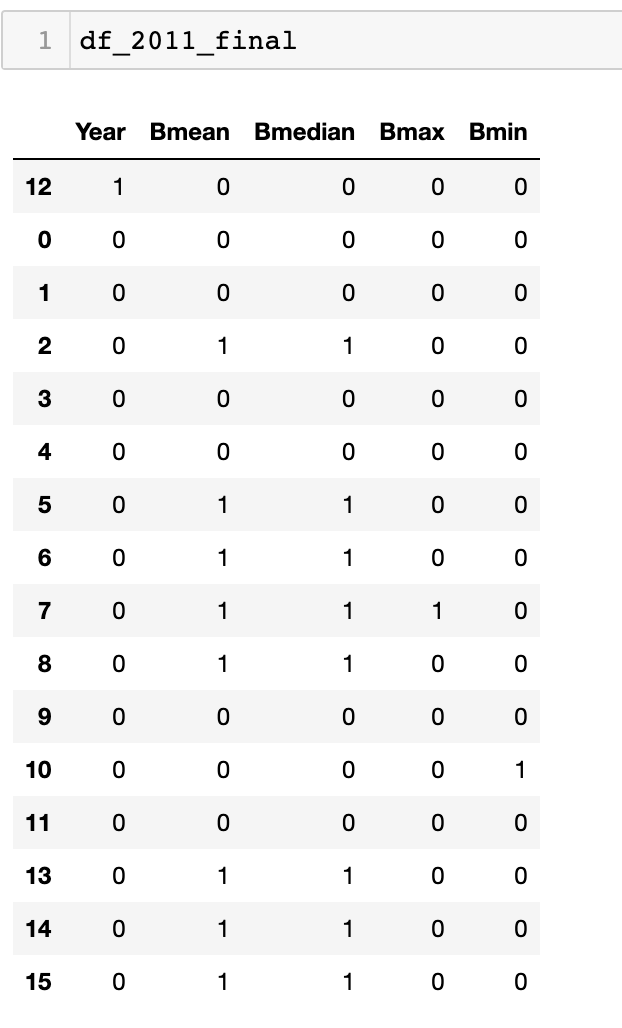 1 df_2011_final
Year Bmean Bmedian Bmax Bmin
12 1 0 0 0 0
0 0 0 0 0 0
1 0 0 0 0 0
2 0 1 1 0 0
3 0 0 0 0 0
4 0 0 0 0 0
5 0 1 1 0 0
6 0 1 1 0 0
7 0 1 1 1 0
8 0 1 1 0 0
9 0 0 0 0 0
10 0 0 0 0 1
11 0 0 0 0 0
13 0 1 1 0 0
14 0 1 1 0 0
15 0 1 1 0 0